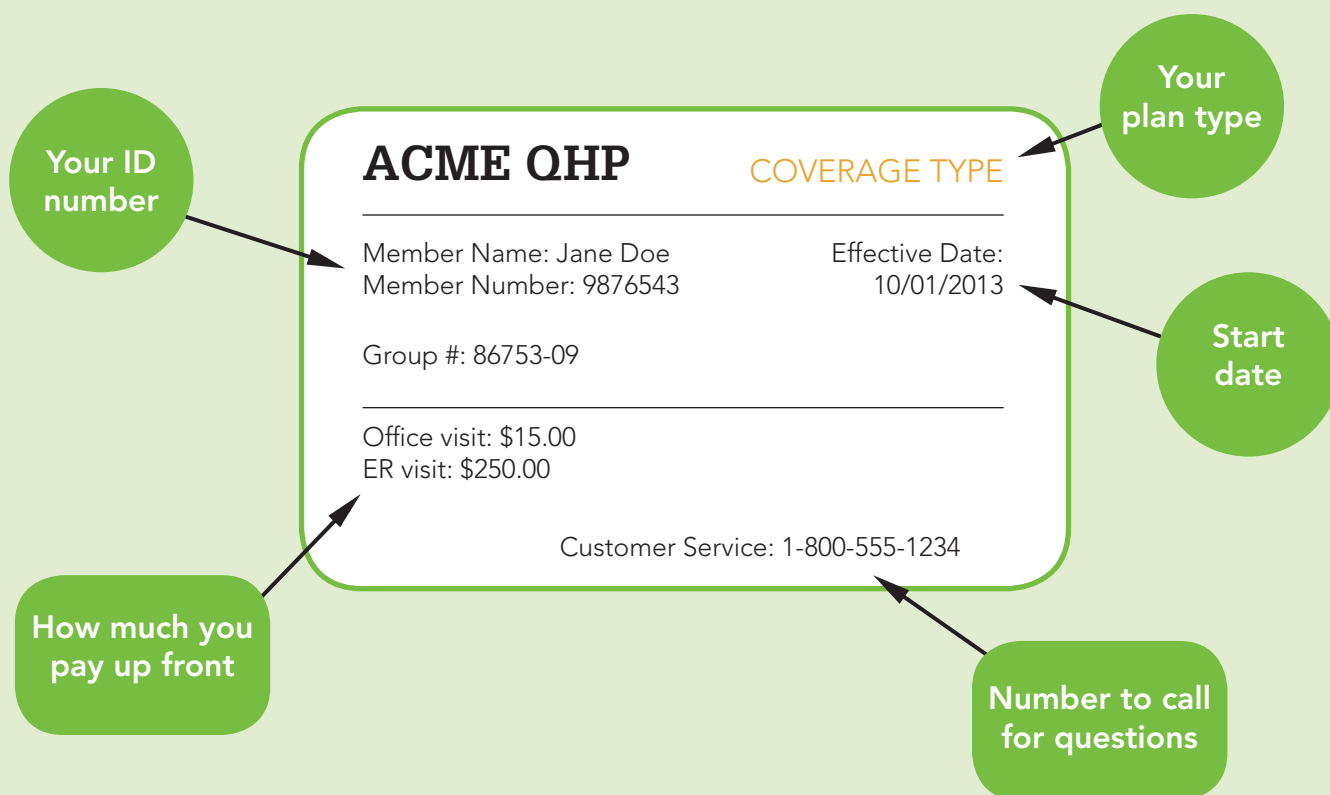 Your
plan type
Your ID
number
ACME QHP
COVERAGE TYPE
Member Name: Jane Doe
Member Number: 9876543
Effective Date:
10/01/2013
Start
date
Group #: 86753-09
Office visit: $15.00
ER visit: $250.00
Customer Service: 1-800-555-1234
How much you
pay up front
Number to call
for questions